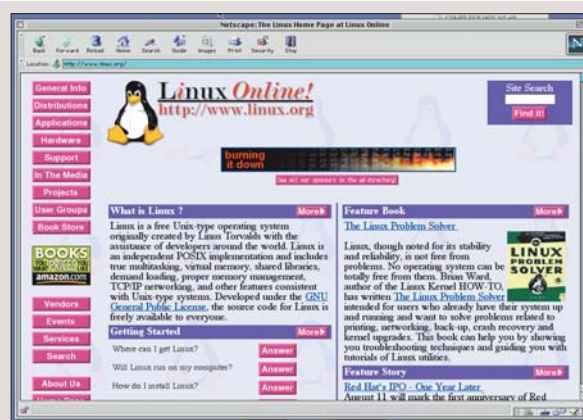 Netscape: The Linux Home Page at Linux Online
Back Forward Reload Home Search Guide Images Print Security Stop
Location: http://www.linux.org/
General Info
Distributions
Applications
Hardware
Support
In The Media
Projects
User Groups
Book Store
BOOKS
amazon.com
Vendors
Events
Services
Search
About Us
Linux Online!
http://www.linux.org
Site Search
Find It!
burning
it down
See all our sponsors in the ad directory!
What is Linux ? More
Linux is a free Unix-type operating system
originally created by Linus Torvalds with the
assistance of developers around the world. Linux is
an independent POSIX implementation and includes
true multitasking, virtual memory, shared libraries,
demand loading, proper memory management,
TCP/IP networking, and other features consistent
with Unix-type systems. Developed under the GNU
General Public License, the source code for Linux is
freely available to everyone.
Getting Started More
Where can I get Linux? Answer
Will Linux run on my computer? Answer
How do I install Linux? Answer
Feature Book More
The Linux Problem Solver
Linux, though noted for its stability
and reliability, is not free from
problems. No operating system can be
totally free from them. Brian Ward,
author of the Linux Kernel HOW-TO,
has written The Linux Problem Solver
intended for users who already have their system up
and running and want to solve problems related to
printing, networking, back-up, crash recovery and
kernel upgrades. This book can help you by showing
you troubleshooting techniques and guiding you with
tutorials of Linux utilities.
LINUX
PROBLEM
SOLVER
Feature Story More
Red Hat's IPO - One Year Later
August 11 will mark the first anniversary of Red